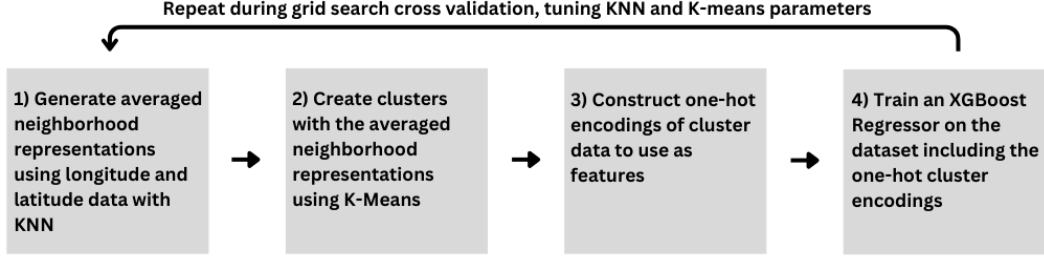 Repeat during grid search cross validation, tuning KNN and K-means parameters
1) Generate averaged
neighborhood
representations
using longitude and
latitude data with
KNN
2) Create clusters
with the averaged
neighborhood
representations
using K-Means
3) Construct one-hot
encodings of cluster
data to use as
features
4) Train an XGBoost
Regressor on the
dataset including the
one-hot cluster
encodings